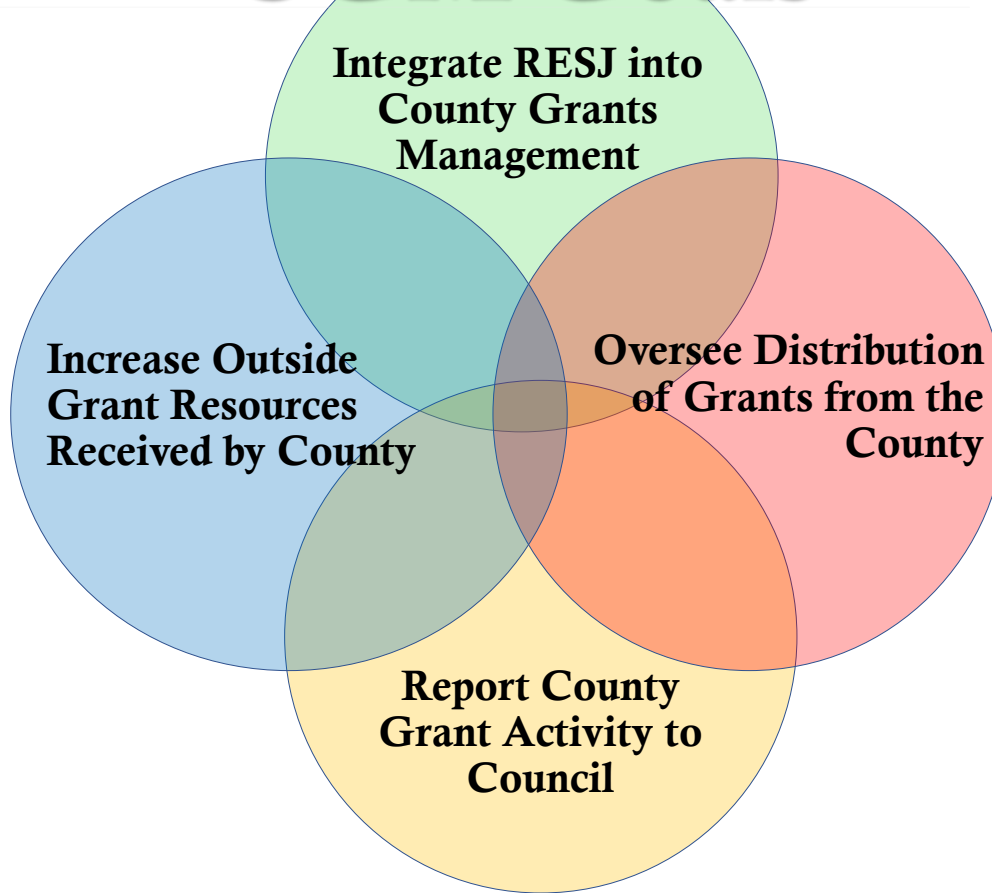 Integrate RESJ into
County Grants
Management
Increase Outside
Grant Resources
Received by County
Oversee Distribution
of Grants from the
County
Report County
Grant Activity to
Council